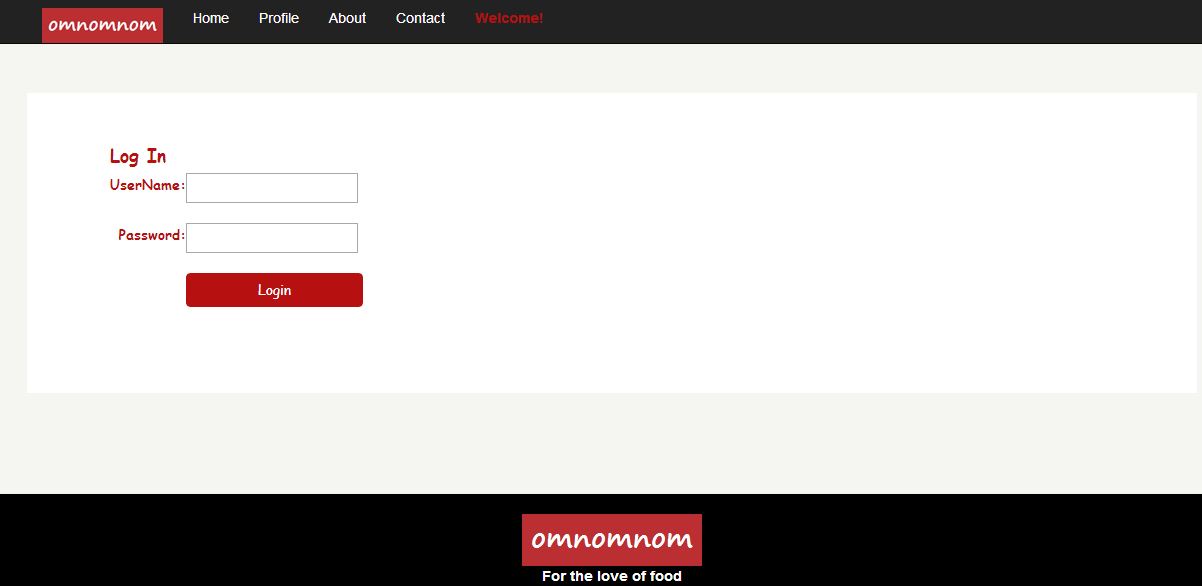 omnomnom Home Profile About Contact Welcome!
Log In
UserName:
Password:
Login
omnomnom
For the love of food